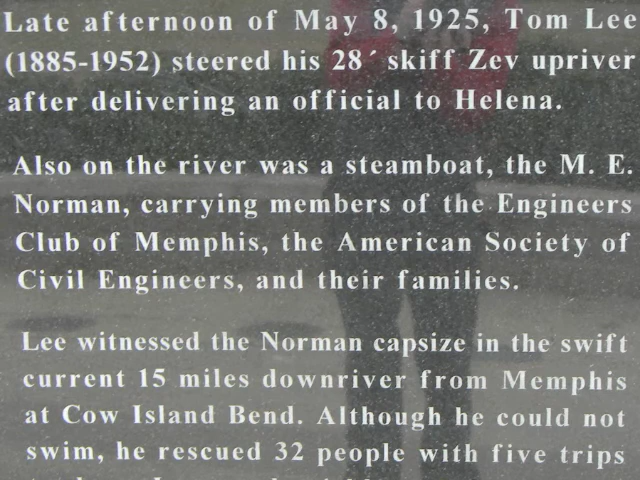 Late afternoon of May 8, 1925, Tom Lee
(1885-1952) steered his 28´ skiff Zev upriver
after delivering an official to Helena.
Also on the river was a steamboat, the M. E.
Norman, carrying members of the Engineers
Club of Memphis, the American Society of
Civil Engineers, and their families.
Lee witnessed the Norman capsize in the swift
current 15 miles downriver from Memphis
at Cow Island Bend. Although he could not
swim, he rescued 32 people with five trips